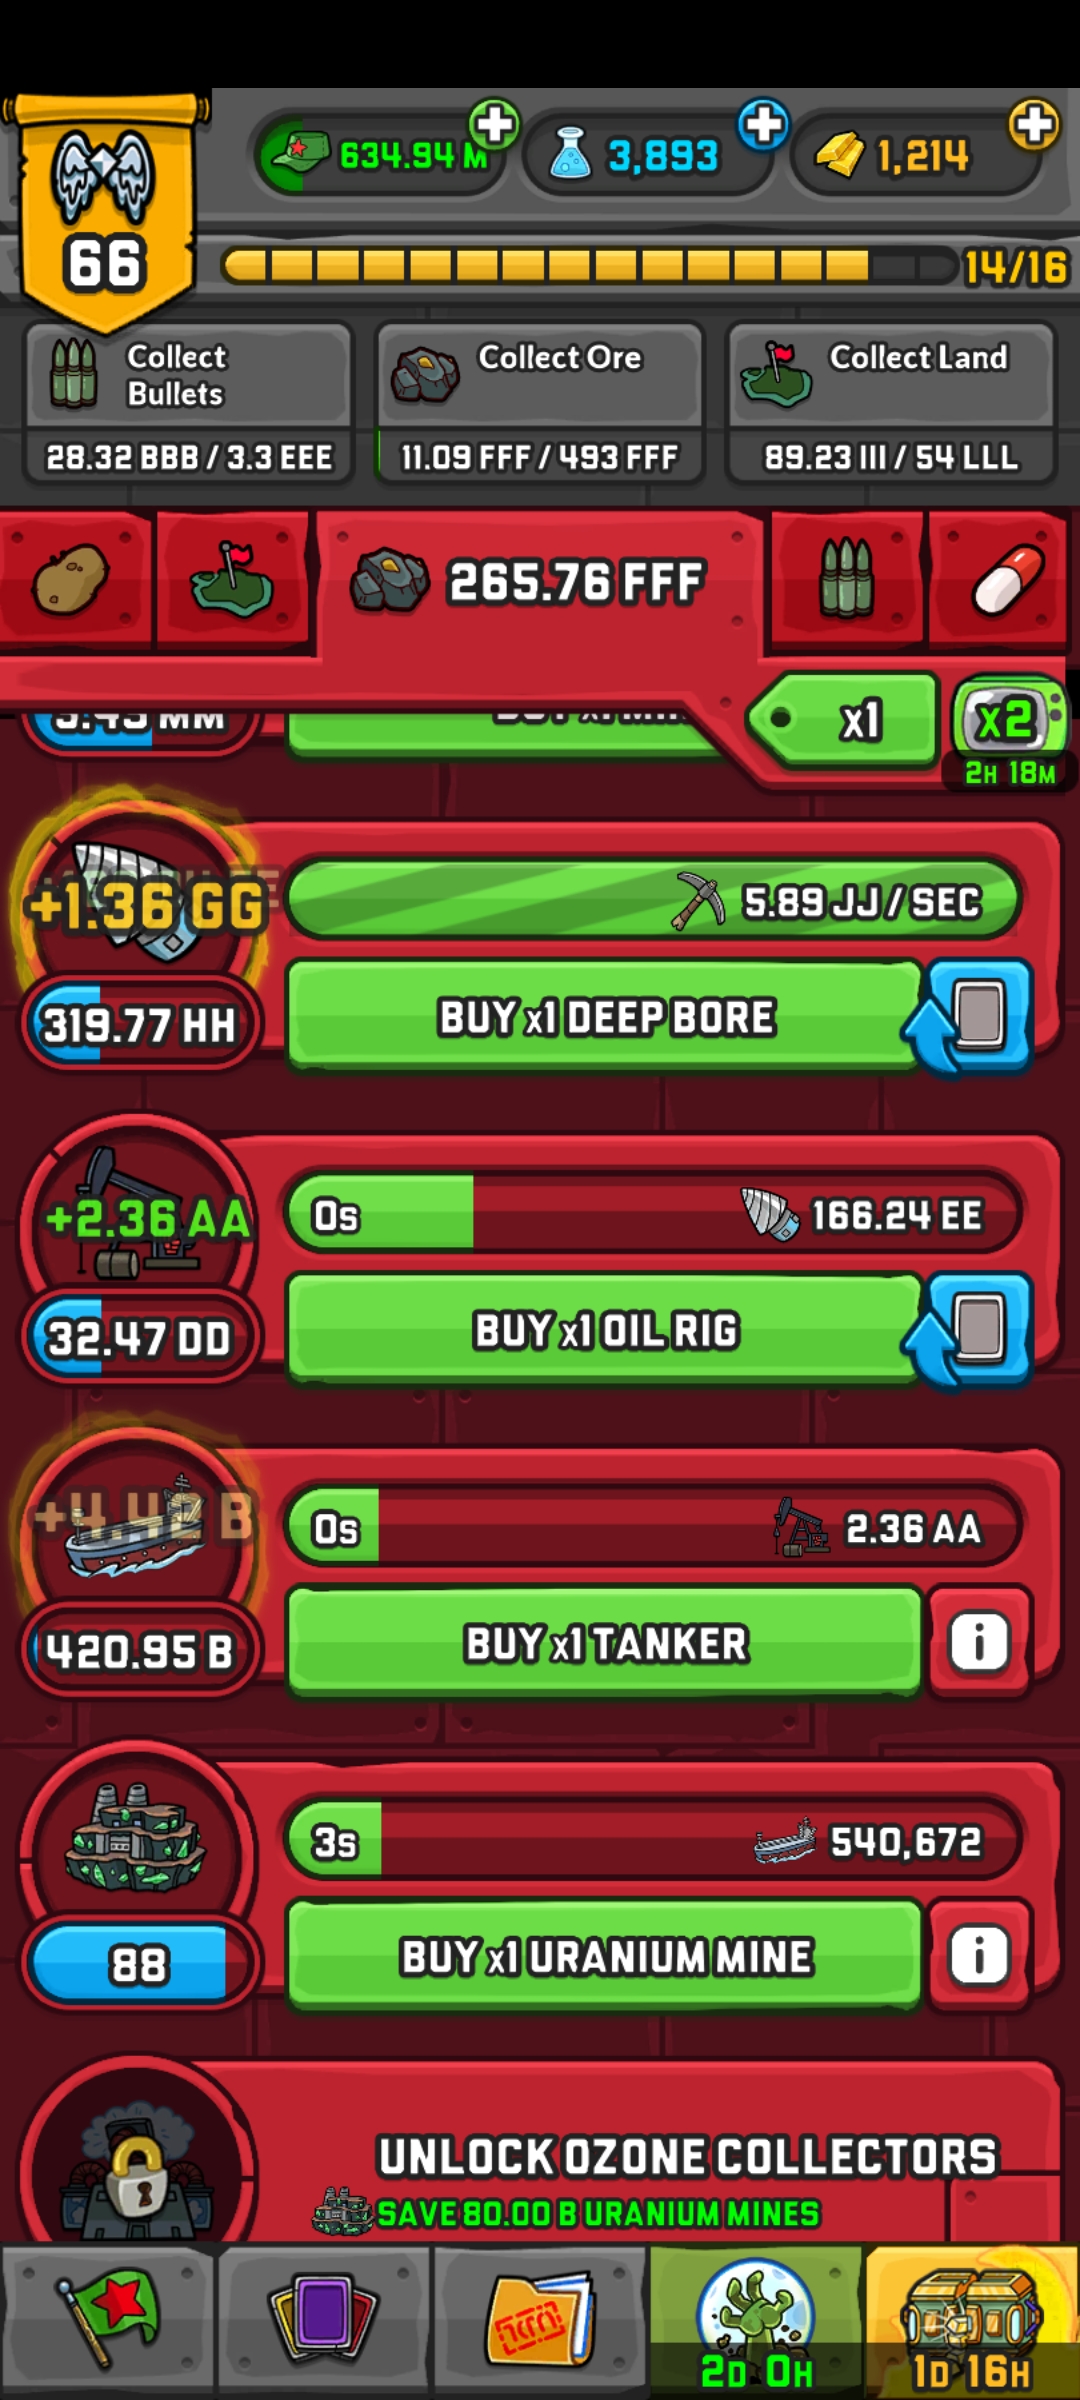 634.94 M
3,893
1,214
66
14/16
Collect
Bullets
Collect Ore
Collect Land
28.32 BBB / 3.3 EEE
11.09 FFF / 493 FFF
89.23 III / 54 LLL
265.76 FFF
x1
x2
2H 18M
+1.36 GG
5.89 JJ / SEC
319.77 HH
BUY x1 DEEP BORE
+2.36 AA
0s
166.24 EE
32.47 DD
BUY x1 OIL RIG
+4.42 B
0s
2.36 AA
420.95 B
BUY x1 TANKER
i
3s
540,672
88
BUY x1 URANIUM MINE
i
UNLOCK OZONE COLLECTORS
SAVE 80.00 B URANIUM MINES
2D 0H
1D 16H